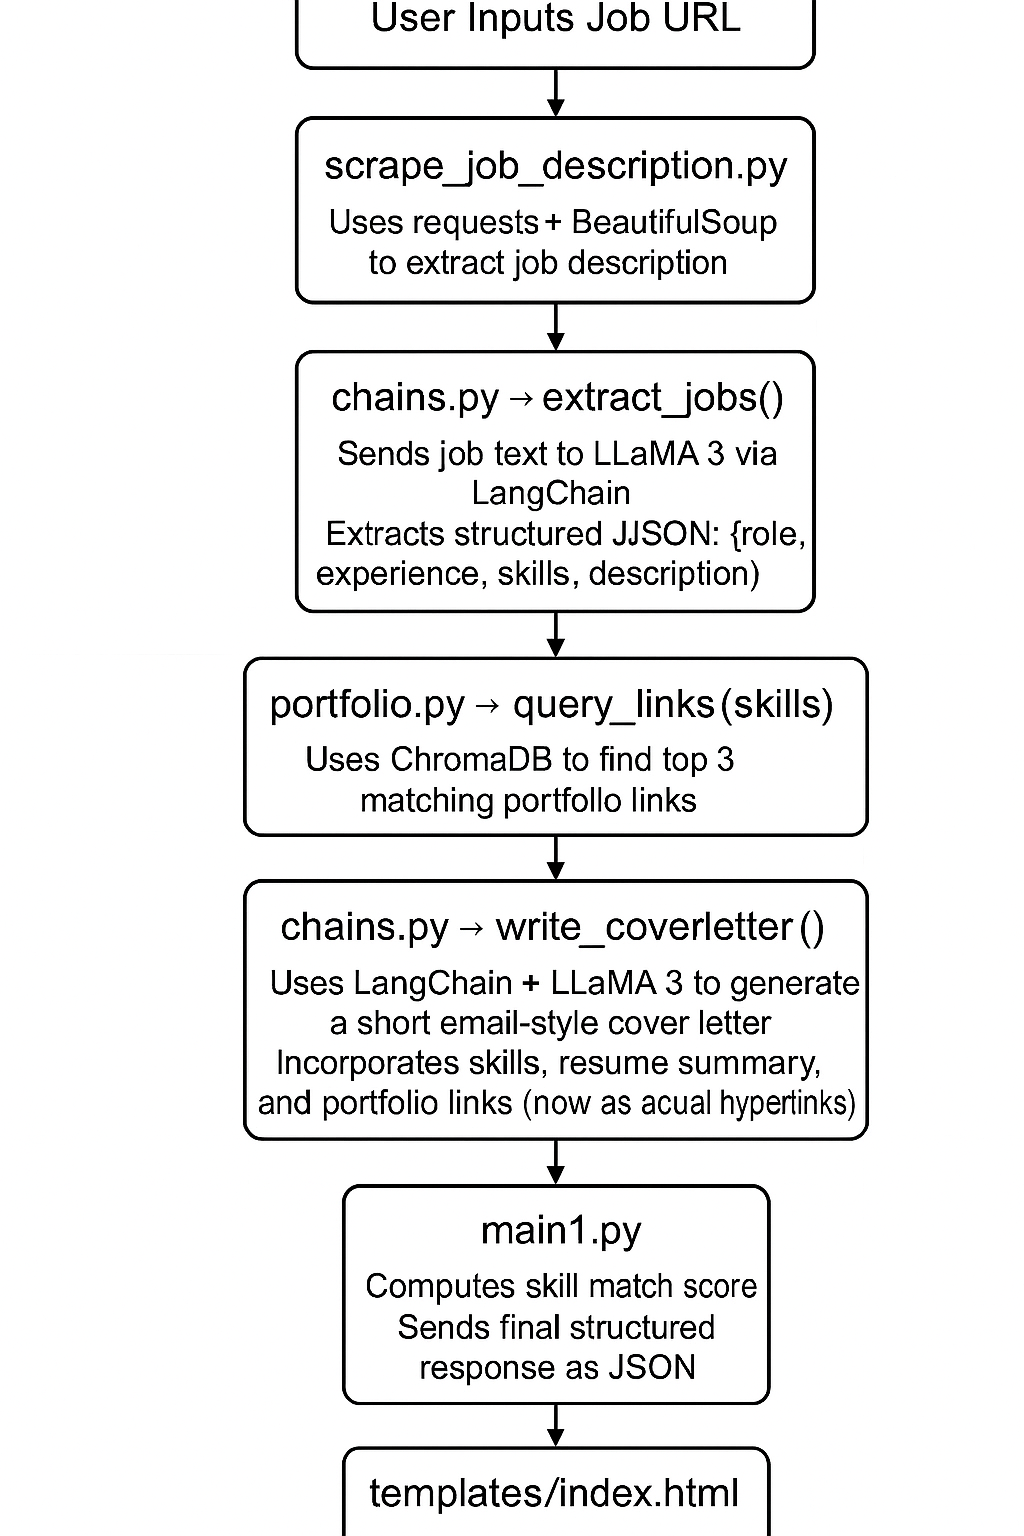 User Inputs Job URL
scrape_job_description.py
Uses requests + BeautifulSoup
to extract job description
chains.py → extract_jobs()
Sends job text to LLaMA 3 via
LangChain
Extracts structured JJSON: {role,
experience, skills, description)
portfolio.py → query_links(skills)
Uses ChromaDB to find top 3
matching portfollo links
chains.py → write_coverletter()
Uses LangChain + LLaMA 3 to generate
a short email-style cover letter
Incorporates skills, resume summary,
and portfolio links (now as acual hypertinks)
main1.py
Computes skill match score
Sends final structured
response as JSON
templates/index.html